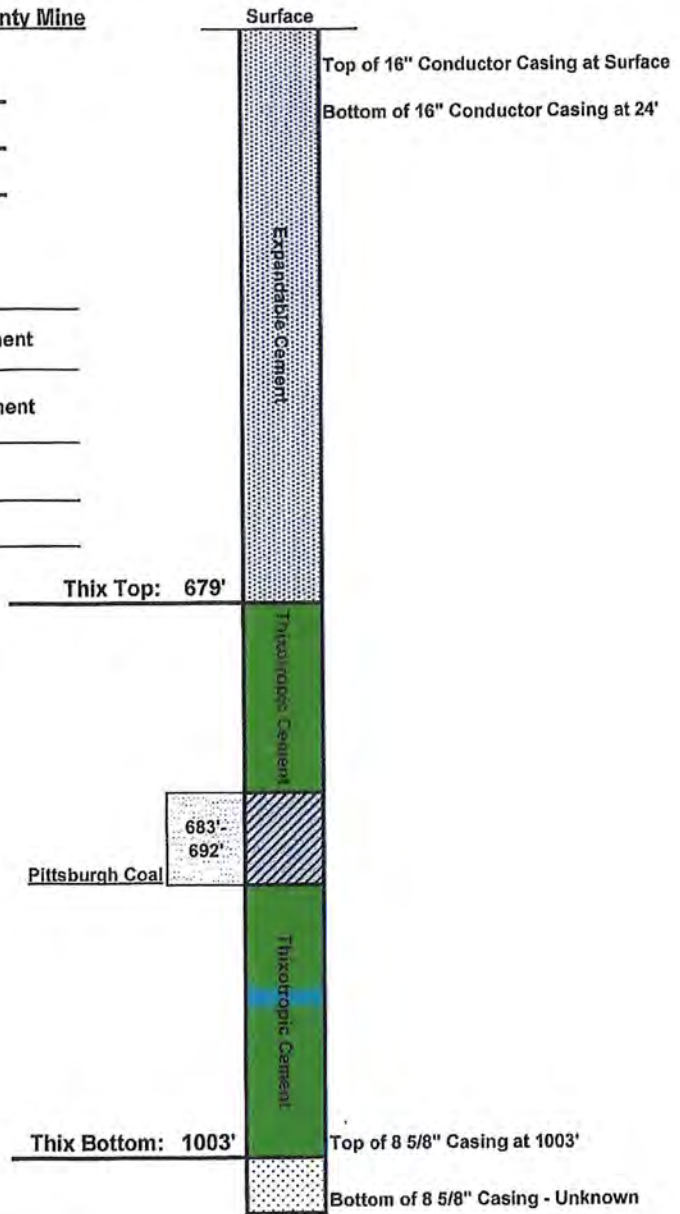 nty Mine
Surface
Top of 16" Conductor Casing at Surface
Bottom of 16" Conductor Casing at 24'
Expandable Cement
ent
ent
Thix Top: 679'
Thixotropic Cement
683'-
692'
Pittsburgh Coal
Thixotropic Cement
Thix Bottom: 1003'
Top of 8 5/8" Casing at 1003'
Bottom of 8 5/8" Casing - Unknown